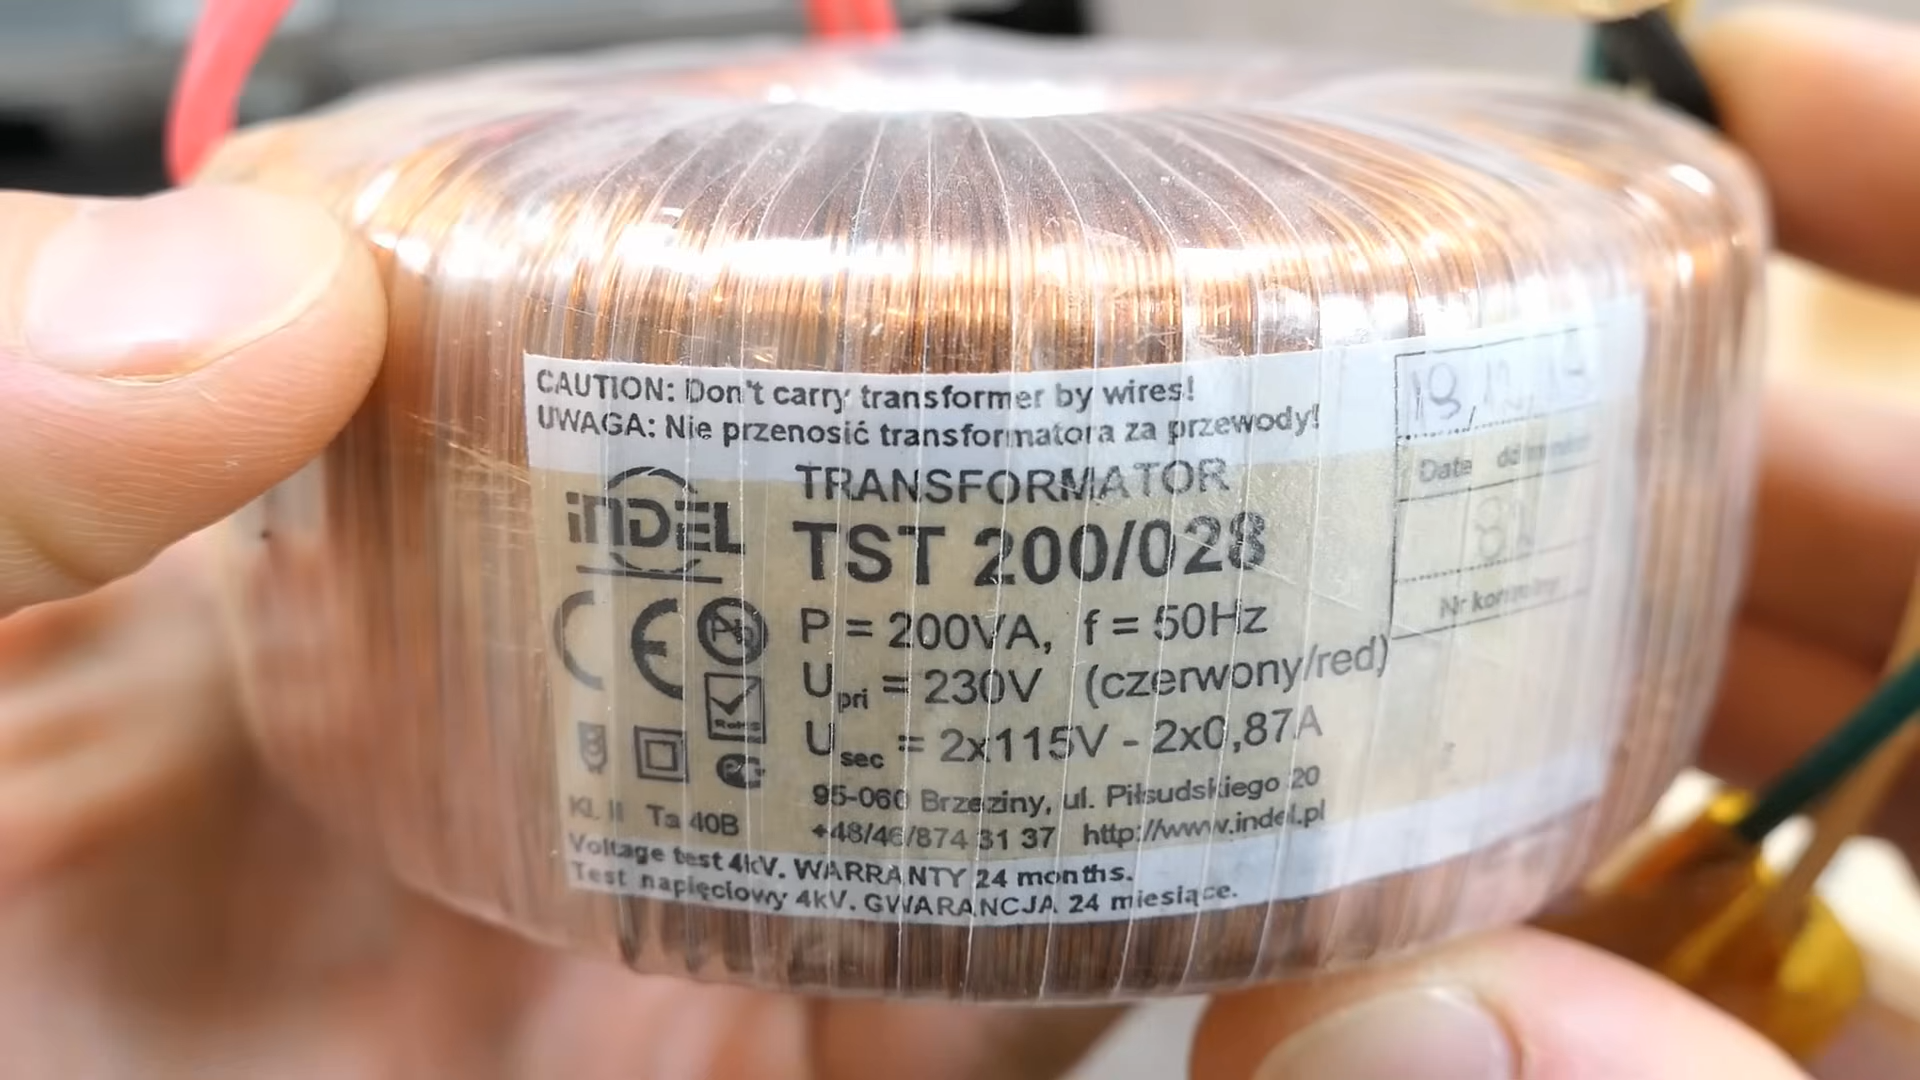 CAUTION: Don't carry transformer by wires!
UWAGA: Nie przenosić transformatora za przewody!
iNDEL
TRANSFORMATOR
TST 200/028
P = 200VA, f = 50Hz
Upri = 230V (czerwony/red)
Usec = 2x115V - 2x0,87A
CE
Pb
RoHS
KL II Ta 40B
95-060 Brzeziny, ul. Piłsudskiego 20
+48/46/874 31 37 http://www.indel.pl
Voltage test 4kV. WARRANTY 24 months.
Test napięciowy 4kV. GWARANCJA 24 miesiące.
Date
Nr kontrolny